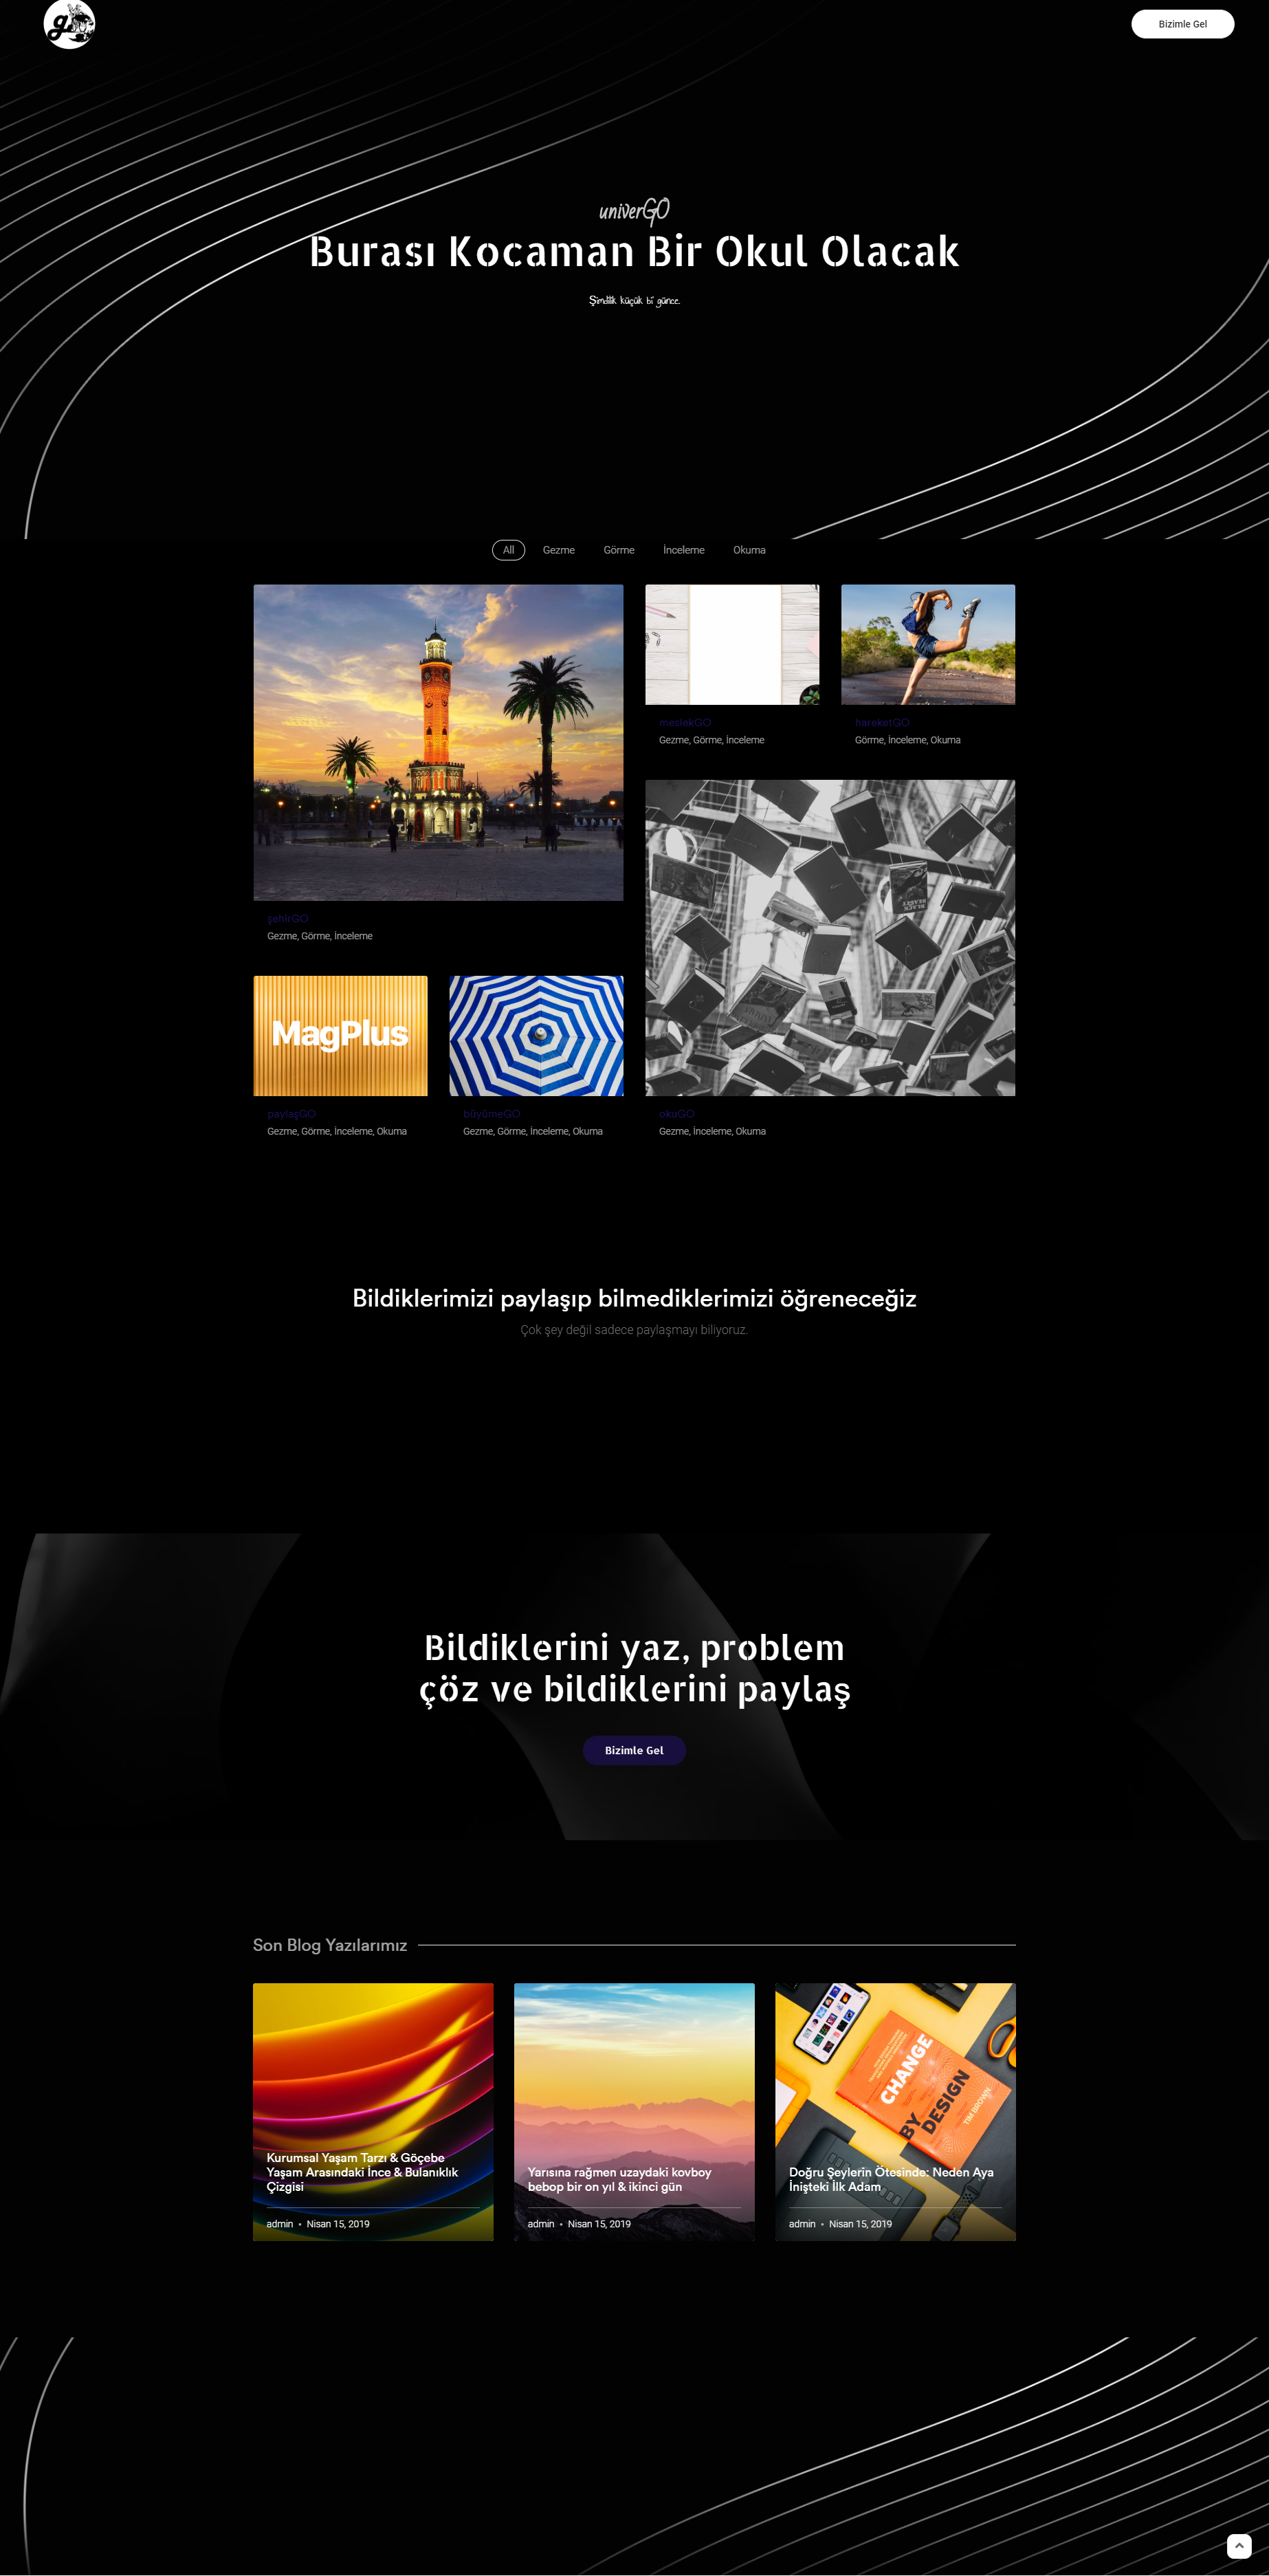 g
Bizimle Gel
univerGO
Burası Kocaman Bir Okul Olacak
Şimdilik küçük bi günce.
All
Gezme
Görme
İnceleme
Okuma
meslekGO
Gezme, Görme, İnceleme
hareketGO
Görme, İnceleme, Okuma
şehirGO
Gezme, Görme, İnceleme
MagPlus
paylaşGO
Gezme, Görme, İnceleme, Okuma
büyümeGO
Gezme, Görme, İnceleme, Okuma
okuGO
Gezme, İnceleme, Okuma
Bildiklerimizi paylaşıp bilmediklerimizi öğreneceğiz
Çok şey değil sadece paylaşmayı biliyoruz.
Bildiklerini yaz, problem
çöz ve bildiklerini paylaş
Bizimle Gel
Son Blog Yazılarımız
Kurumsal Yaşam Tarzı & Göçebe
Yaşam Arasındaki İnce & Bulanıklık
Çizgisi
admin • Nisan 15, 2019
Yarısına rağmen uzaydaki kovboy
bebop bir on yıl & ikinci gün
admin • Nisan 15, 2019
CHANGE
BY
DESIGN
TIM BROWN
Doğru Şeylerin Ötesinde: Neden Aya
İnişteki İlk Adam
admin • Nisan 15, 2019